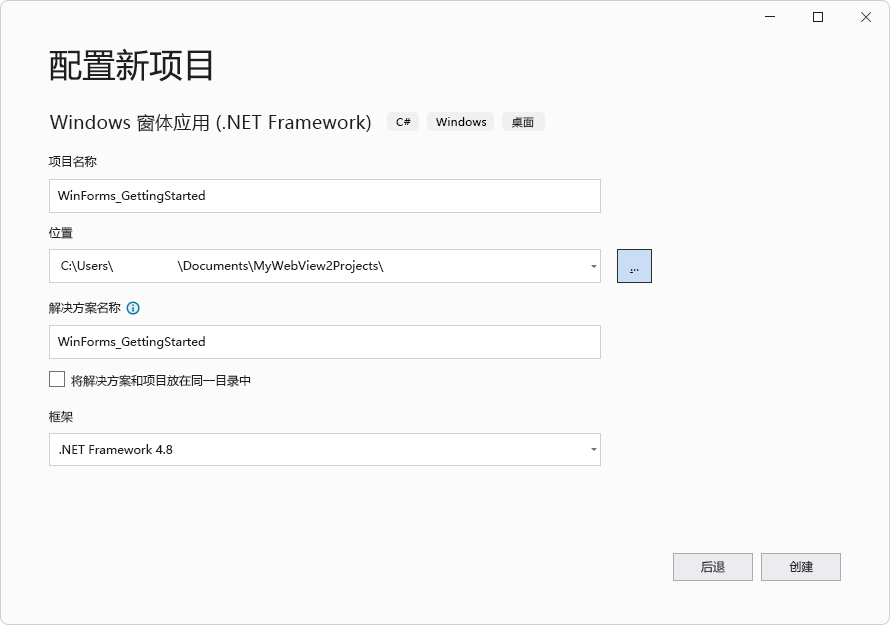 配置新项目
Windows 窗体应用 (.NET Framework) C# Windows 桌面
项目名称
WinForms_GettingStarted
位置
C:\Users\ \Documents\MyWebView2Projects\
...
解决方案名称
WinForms_GettingStarted
将解决方案和项目放在同一目录中
框架
.NET Framework 4.8
后退 创建